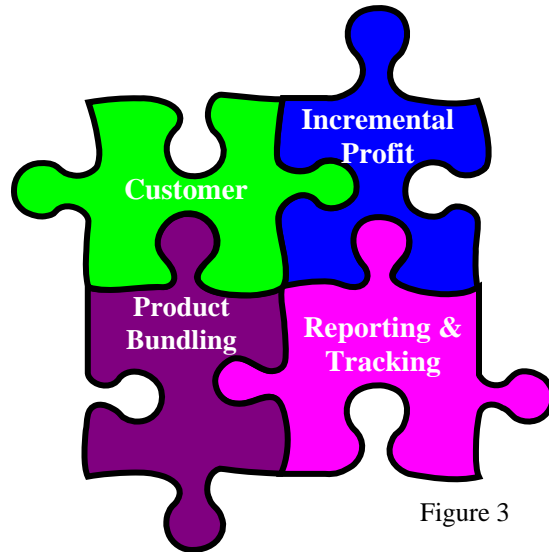 Incremental
Profit
Customer
Product
Bundling
Reporting &
Tracking
Figure 3